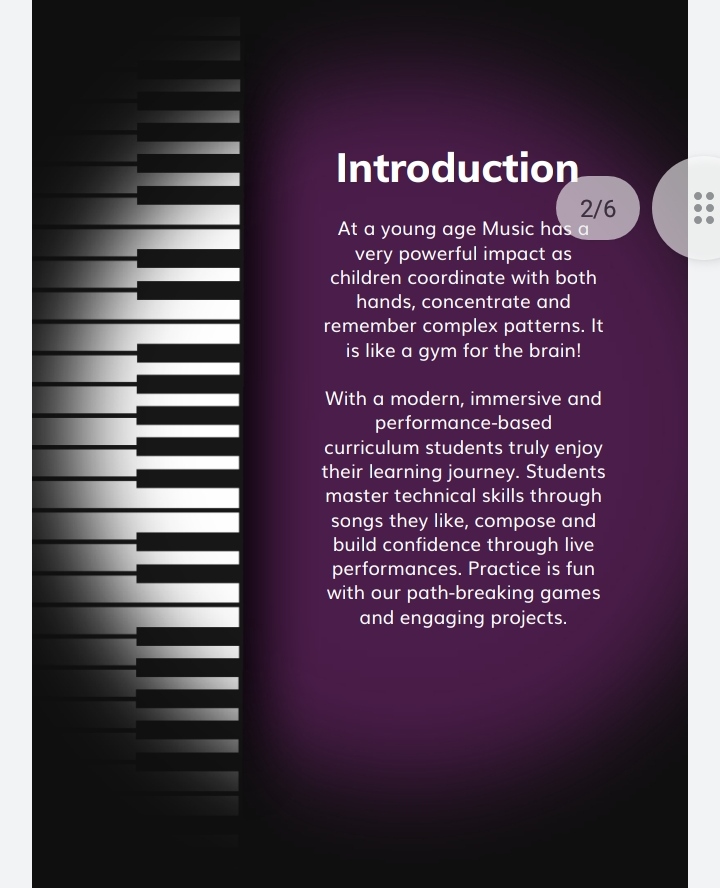 Introduction
2/6
At a young age Music has a
very powerful impact as
children coordinate with both
hands, concentrate and
remember complex patterns. It
is like a gym for the brain!
With a modern, immersive and
performance-based
curriculum students truly enjoy
their learning journey. Students
master technical skills through
songs they like, compose and
build confidence through live
performances. Practice is fun
with our path-breaking games
and engaging projects.